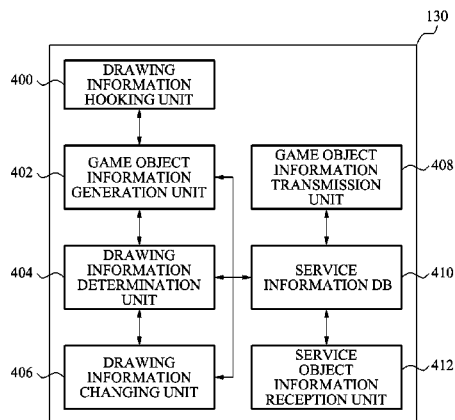 130
400
DRAWING
INFORMATION
HOOKING UNIT
402
GAME OBJECT
INFORMATION
GENERATION UNIT
GAME OBJECT
INFORMATION
TRANSMISSION
UNIT
408
404
DRAWING
INFORMATION
DETERMINATION
UNIT
SERVICE
INFORMATION DB
410
406
DRAWING
INFORMATION
CHANGING UNIT
SERVICE
OBJECT
INFORMATION
RECEPTION UNIT
412